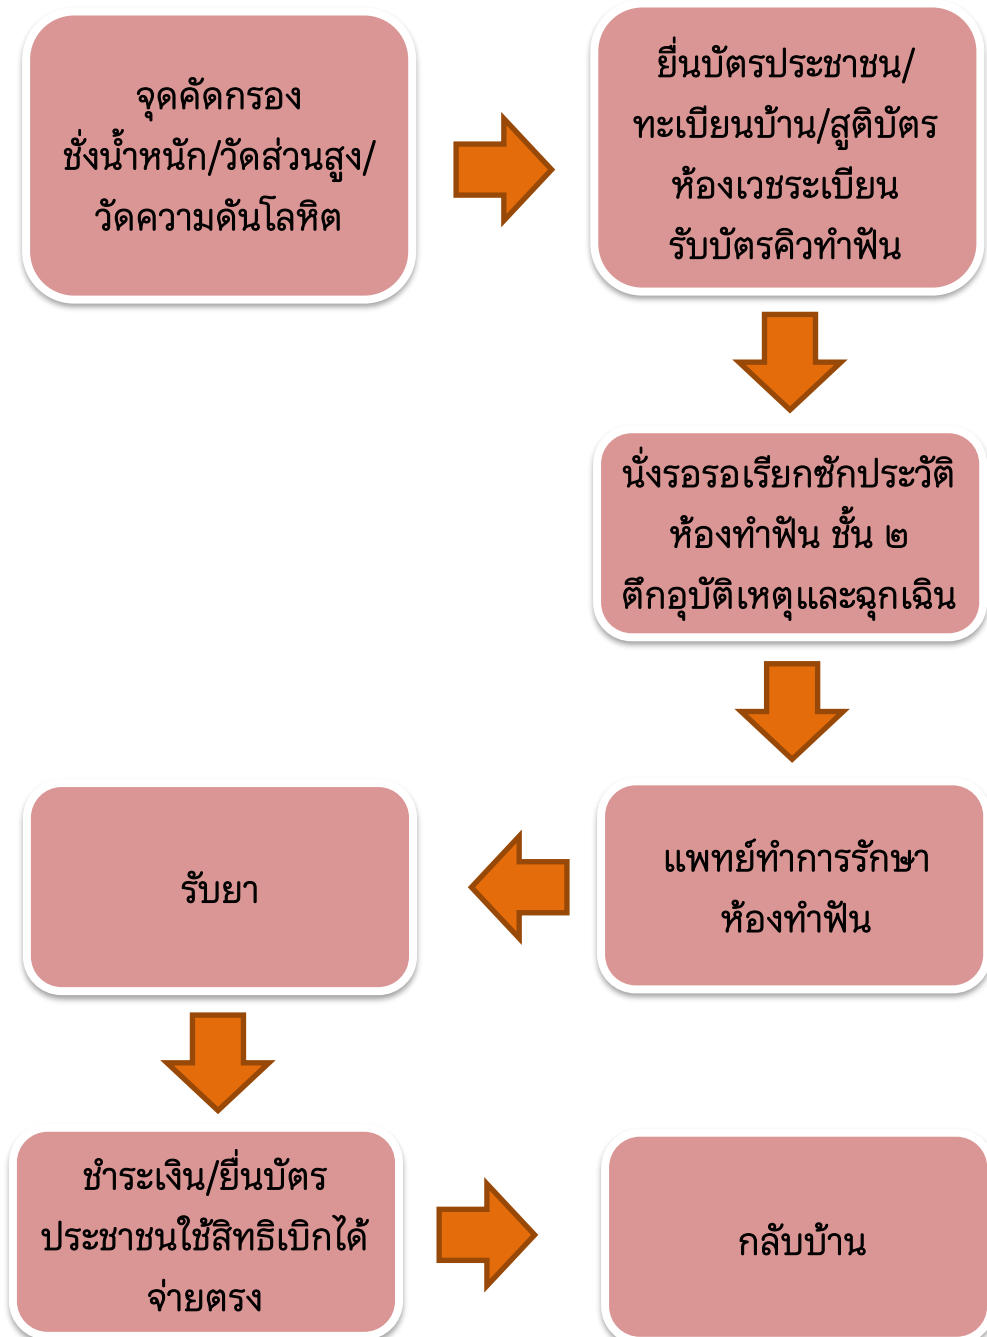 จุดคัดกรอง
ชั่งน้ำหนัก/วัดส่วนสูง/
วัดความดันโลหิต
ยื่นบัตรประชาชน/
ทะเบียนบ้าน/สูติบัตร
ห้องเวชระเบียน
รับบัตรคิวทำฟัน
นั่งรอรอเรียกซักประวัติ
ห้องทำฟัน ชั้น ๒
ตึกอุบัติเหตุและฉุกเฉิน
แพทย์ทำการรักษา
ห้องทำฟัน
รับยา
ชำระเงิน/ยื่นบัตร
ประชาชนใช้สิทธิเบิกได้
จ่ายตรง
กลับบ้าน